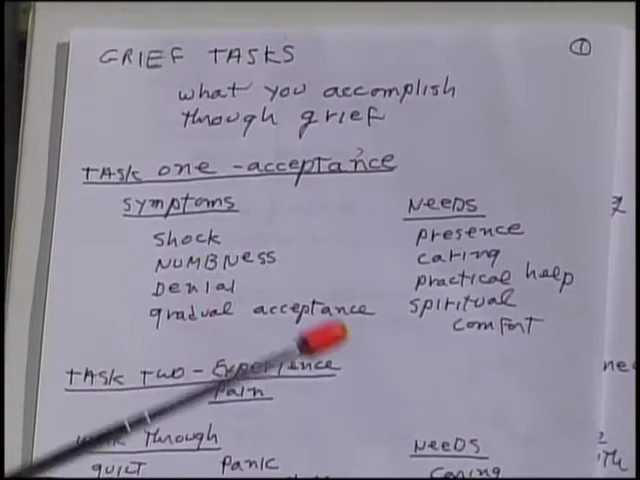 GRIEF TASKS ①
what you accomplish
through grief
TASK one - acceptance
Symptoms
Shock
NUMBNess
Denial
gradual acceptance
NeeDS
presence
caring
practical help
spiritual
comfort
TASK TWO - Experience
Pain
work through
guilt panic
NeeDS
caring